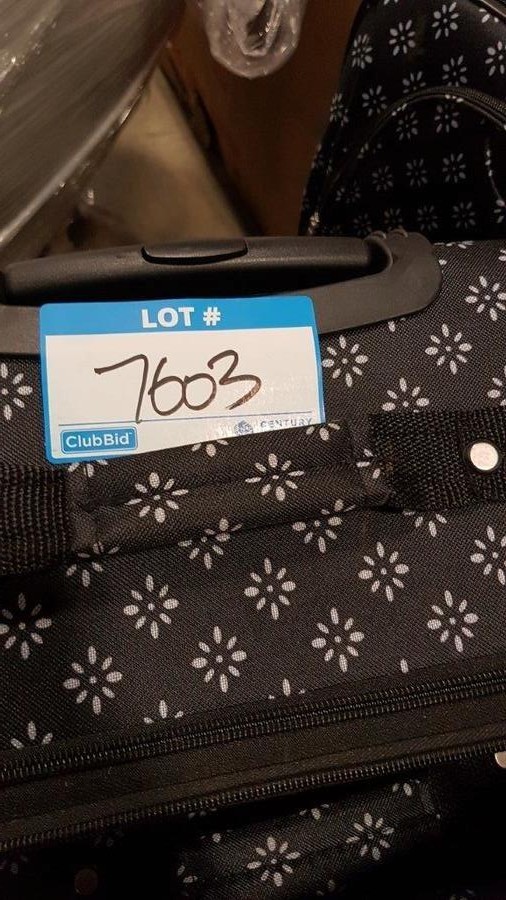 LOT #
7603
ClubBid
CENTURY